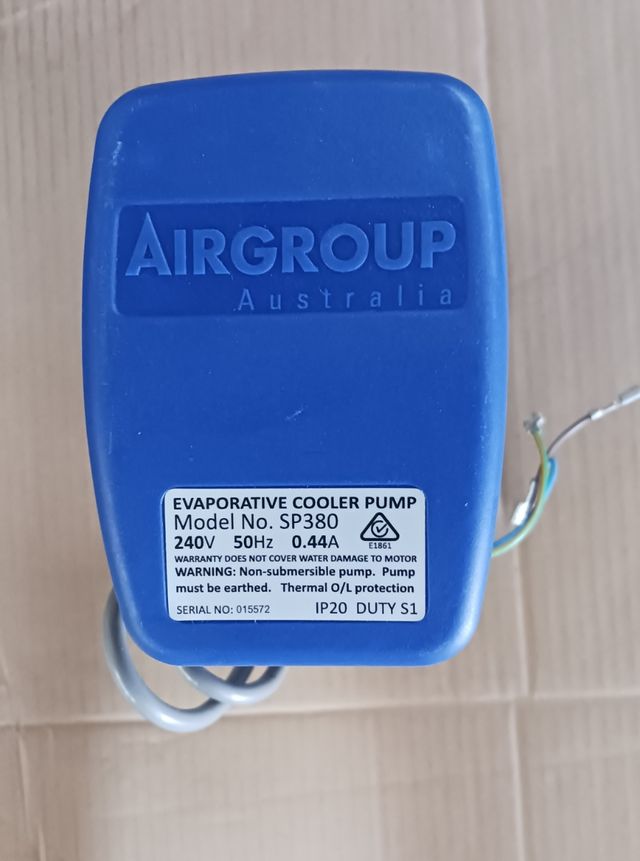 AIRGROUP
Australia
EVAPORATIVE COOLER PUMP
Model No. SP380
240V 50Hz 0.44A
E1861
WARRANTY DOES NOT COVER WATER DAMAGE TO MOTOR
WARNING: Non-submersible pump. Pump
must be earthed. Thermal O/L protection
SERIAL NO: 015572 IP20 DUTY S1